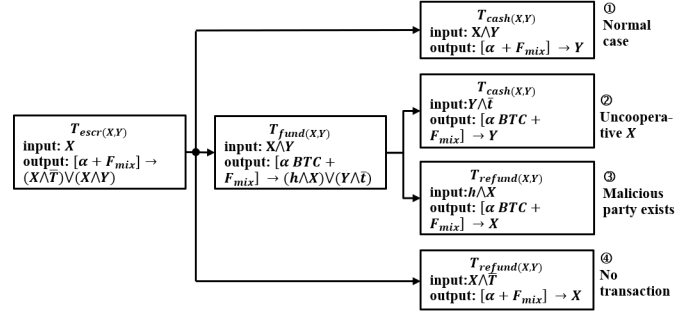 T_cash(X,Y)
input: X∧Y
output: [α + F_mix] → Y
①
Normal
case
T_escr(X,Y)
input: X
output: [α + F_mix] →
(X∧T̅)∨(X∧Y)
T_fund(X,Y)
input: X∧Y
output: [α BTC +
F_mix] → (h∧X)∨(Y∧t̅)
T_cash(X,Y)
input:Y∧t̅
output: [α BTC +
F_mix] → Y
②
Uncoopera-
tive X
T_refund(X,Y)
input:h∧X
output: [α BTC +
F_mix] → X
③
Malicious
party exists
T_refund(X,Y)
input:X∧T̅
output: [α + F_mix] → X
④
No
transaction